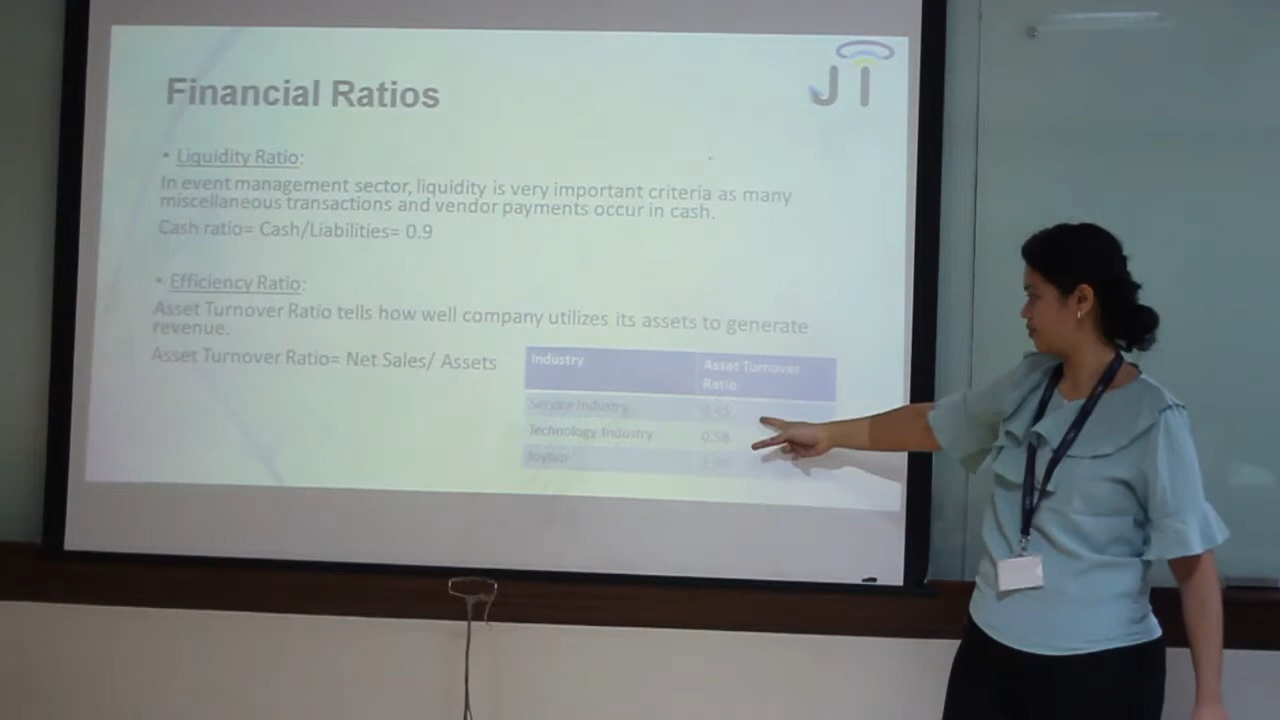 JT
Financial Ratios
• Liquidity Ratio:
In event management sector, liquidity is very important criteria as many
miscellaneous transactions and vendor payments occur in cash.
Cash ratio= Cash/Liabilities= 0.9
• Efficiency Ratio:
Asset Turnover Ratio tells how well company utilizes its assets to generate
revenue.
Asset Turnover Ratio= Net Sales/ Assets
Industry Asset Turnover
Ratio
Service Industry
Technology Industry 0.58